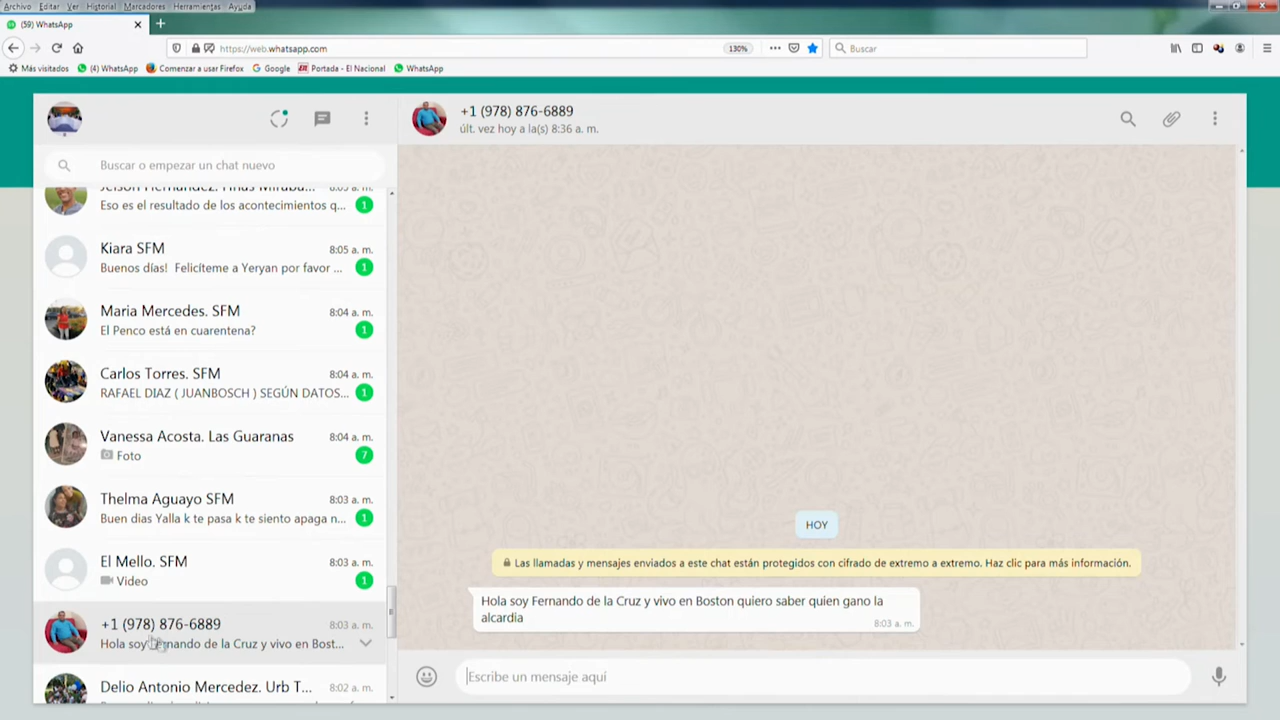 Archivo Editar Ver Historial Marcadores Herramientas Ayuda
(59) WhatsApp
https://web.whatsapp.com
130%
Buscar
Más visitados (4) WhatsApp Comenzar a usar Firefox Google Portada - El Nacional WhatsApp
+1 (978) 876-6889
últ. vez hoy a la(s) 8:36 a. m.
Buscar o empezar un chat nuevo
Eso es el resultado de los acontecimientos q...
1
Kiara SFM
8:05 a. m.
Buenos días! Felicíteme a Yeryan por favor ...
1
Maria Mercedes. SFM
8:04 a. m.
El Penco está en cuarentena?
1
Carlos Torres. SFM
8:04 a. m.
RAFAEL DIAZ ( JUANBOSCH ) SEGÚN DATOS...
1
Vanessa Acosta. Las Guaranas
8:04 a. m.
Foto
7
Thelma Aguayo SFM
8:03 a. m.
Buen dias Yalla k te pasa k te siento apaga n...
1
El Mello. SFM
8:03 a. m.
Video
1
+1 (978) 876-6889
8:03 a. m.
Hola soy Fernando de la Cruz y vivo en Bost...
Delio Antonio Mercedez. Urb T...
8:02 a. m.
HOY
Las llamadas y mensajes enviados a este chat están protegidos con cifrado de extremo a extremo. Haz clic para más información.
Hola soy Fernando de la Cruz y vivo en Boston quiero saber quien gano la
alcardia
8:03 a. m.
Escribe un mensaje aquí